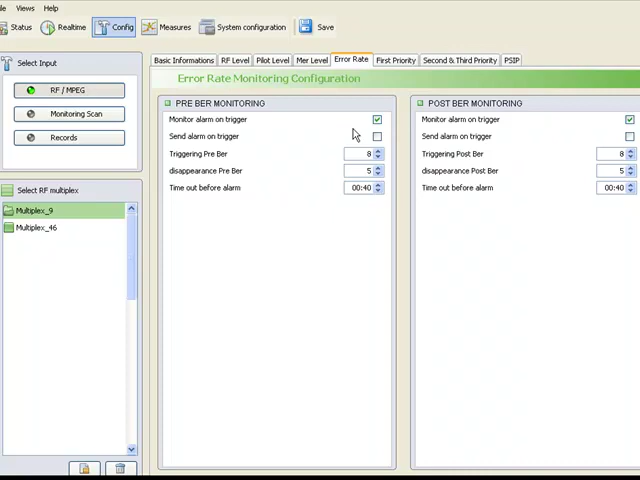 Views Help
Status Realtime Config Measures System configuration Save
Select Input
RF / MPEG
Monitoring Scan
Records
Select RF multiplex
Multiplex_9
Multiplex_46
Basic Informations RF Level Pilot Level Mer Level Error Rate First Priority Second & Third Priority PSIP
Error Rate Monitoring Configuration
PRE BER MONITORING
Monitor alarm on trigger
Send alarm on trigger
Triggering Pre Ber 8
disappearance Pre Ber 5
Time out before alarm 00:40
POST BER MONITORING
Monitor alarm on trigger
Send alarm on trigger
Triggering Post Ber 8
disappearance Post Ber 5
Time out before alarm 00:40